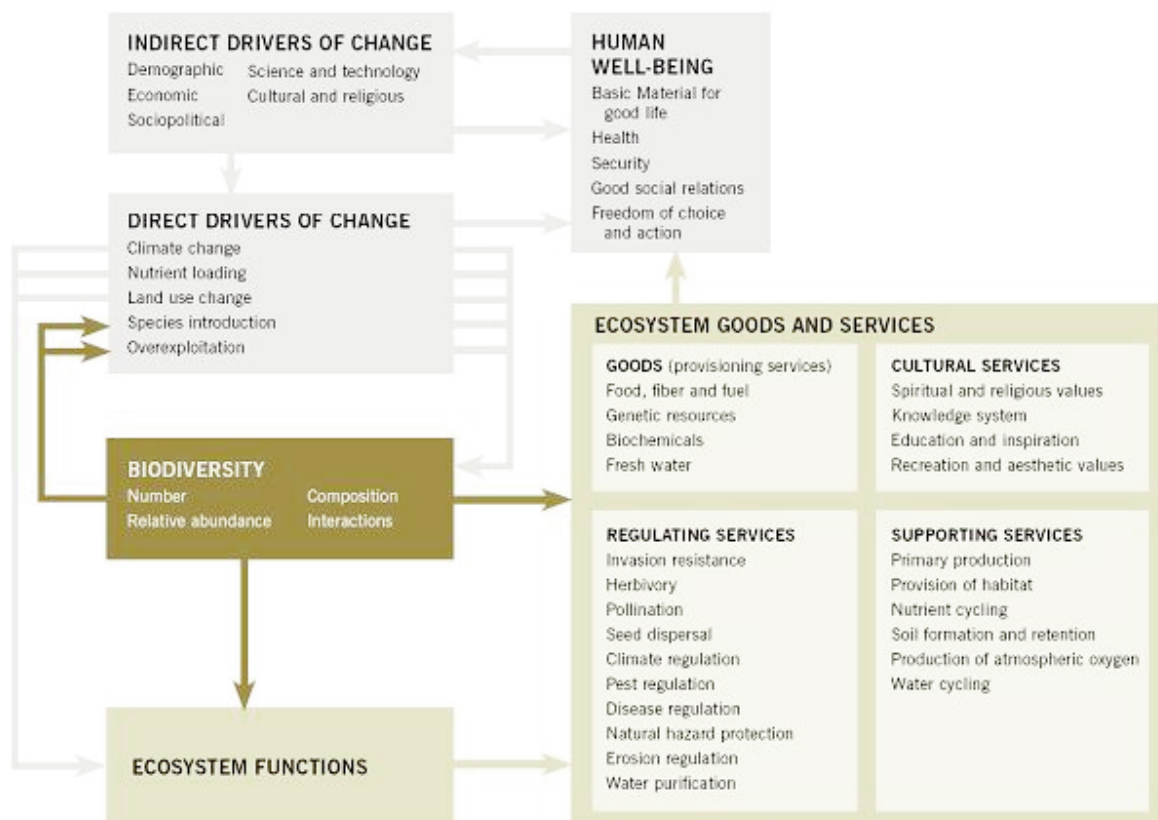 INDIRECT DRIVERS OF CHANGE
Demographic
Economic
Sociopolitical
Science and technology
Cultural and religious
HUMAN
WELL-BEING
Basic Material for
good life
Health
Security
Good social relations
Freedom of choice
and action
DIRECT DRIVERS OF CHANGE
Climate change
Nutrient loading
Land use change
Species introduction
Overexploitation
BIODIVERSITY
Number
Relative abundance
Composition
Interactions
ECOSYSTEM FUNCTIONS
ECOSYSTEM GOODS AND SERVICES
GOODS (provisioning services)
Food, fiber and fuel
Genetic resources
Biochemicals
Fresh water
CULTURAL SERVICES
Spiritual and religious values
Knowledge system
Education and inspiration
Recreation and aesthetic values
REGULATING SERVICES
Invasion resistance
Herbivory
Pollination
Seed dispersal
Climate regulation
Pest regulation
Disease regulation
Natural hazard protection
Erosion regulation
Water purification
SUPPORTING SERVICES
Primary production
Provision of habitat
Nutrient cycling
Soil formation and retention
Production of atmospheric oxygen
Water cycling